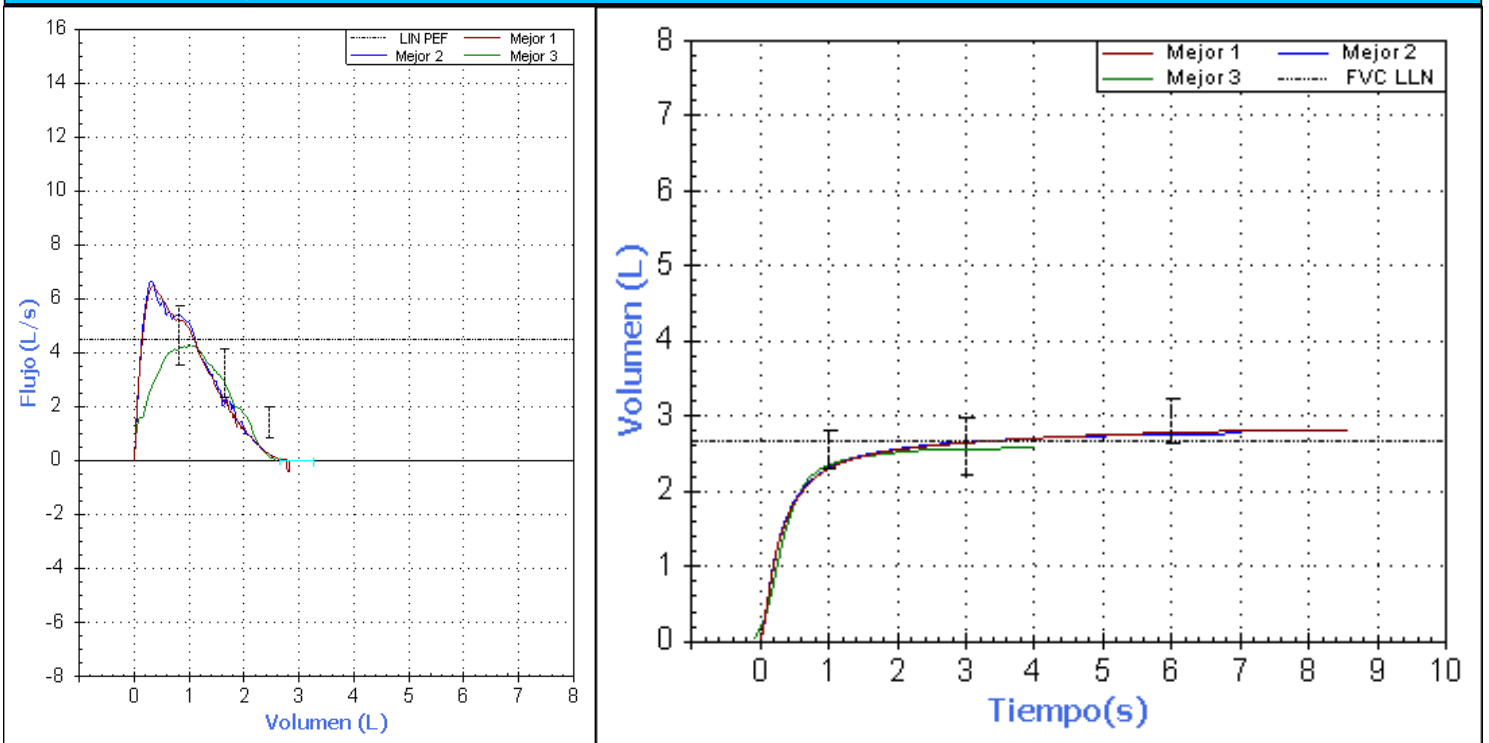 LIN PEF Mejor 1
Mejor 2 Mejor 3
16
14
12
10
8
6
4
2
0
-2
-4
-6
-8
0 1 2 3 4 5 6 7 8
Flujo (L/s)
Volumen (L)
Mejor 1 Mejor 2
Mejor 3 FVC LLN
8
7
6
5
4
3
2
1
0
0 1 2 3 4 5 6 7 8 9 10
Volumen (L)
Tiempo(s)